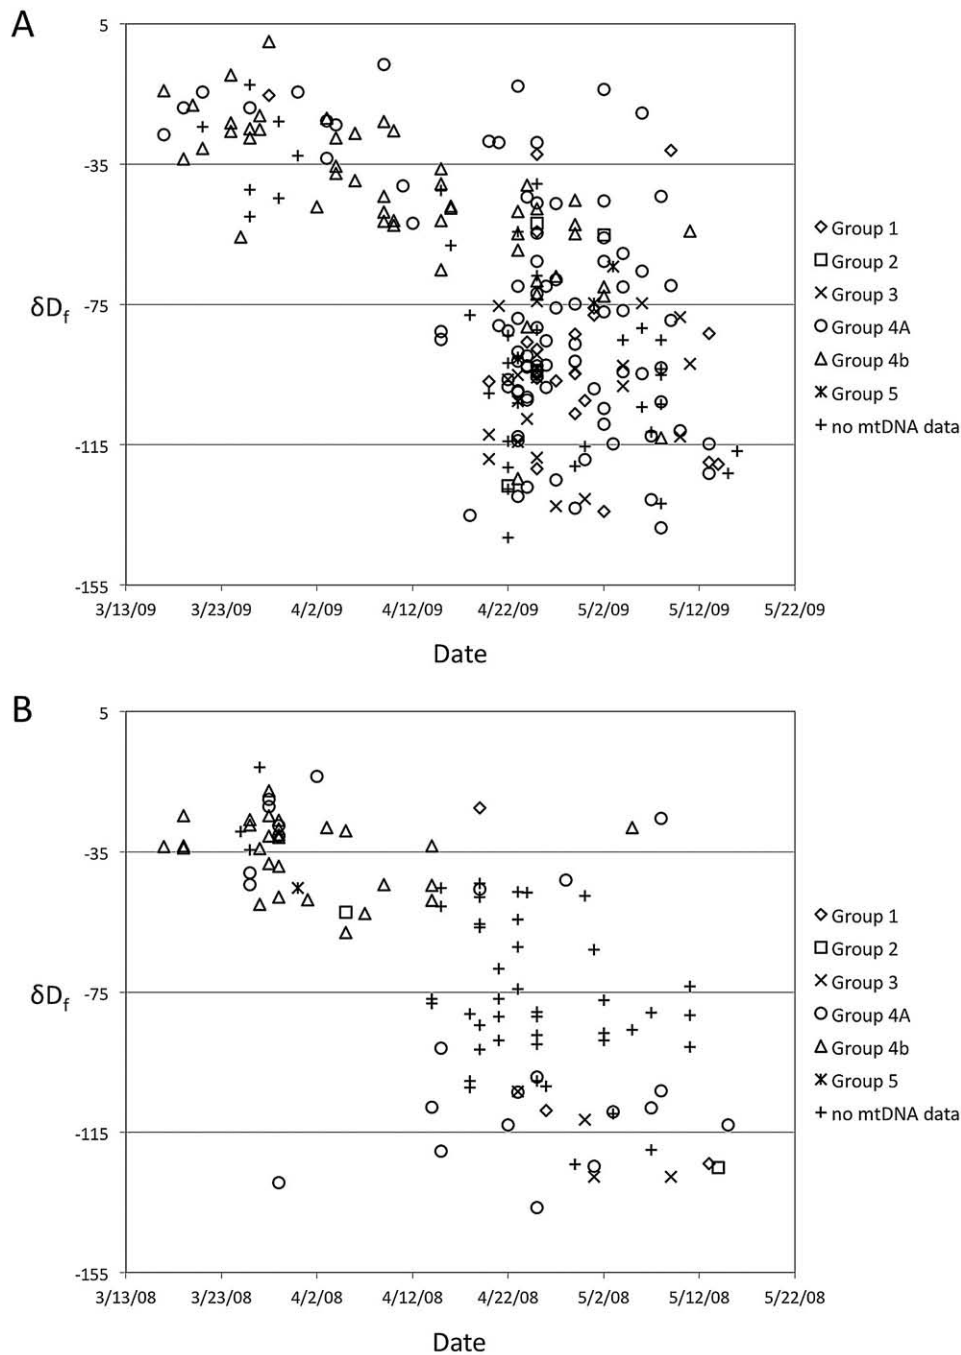 A
5
-35
-75
-115
-155
δDf
3/13/09 3/23/09 4/2/09 4/12/09 4/22/09 5/2/09 5/12/09 5/22/09
Date
Group 1
Group 2
Group 3
Group 4A
Group 4b
Group 5
no mtDNA data
B
5
-35
-75
-115
-155
δDf
3/13/08 3/23/08 4/2/08 4/12/08 4/22/08 5/2/08 5/12/08 5/22/08
Date
Group 1
Group 2
Group 3
Group 4A
Group 4b
Group 5
no mtDNA data